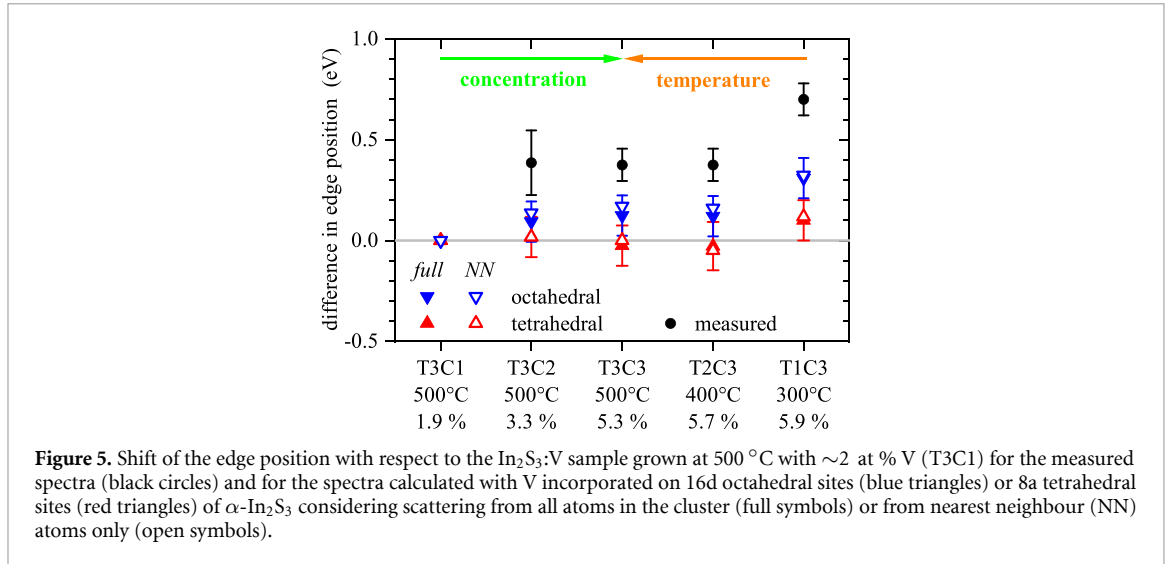 1.0
0.5
0.0
-0.5
difference in edge position (eV)
concentration temperature
full NN
octahedral
tetrahedral measured
T3C1 T3C2 T3C3 T2C3 T1C3
500°C 500°C 500°C 400°C 300°C
1.9 % 3.3 % 5.3 % 5.7 % 5.9 %
Figure 5. Shift of the edge position with respect to the In₂S₃:V sample grown at 500 °C with ∼2 at % V (T3C1) for the measured
spectra (black circles) and for the spectra calculated with V incorporated on 16d octahedral sites (blue triangles) or 8a tetrahedral
sites (red triangles) of α-In₂S₃ considering scattering from all atoms in the cluster (full symbols) or from nearest neighbour (NN)
atoms only (open symbols).